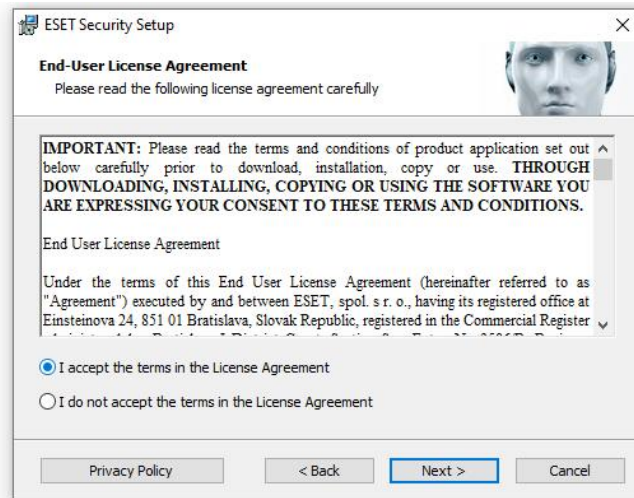 ESET Security Setup
End-User License Agreement
Please read the following license agreement carefully
IMPORTANT: Please read the terms and conditions of product application set out
below carefully prior to download, installation, copy or use. THROUGH
DOWNLOADING, INSTALLING, COPYING OR USING THE SOFTWARE YOU
ARE EXPRESSING YOUR CONSENT TO THESE TERMS AND CONDITIONS.
End User License Agreement
Under the terms of this End User License Agreement (hereinafter referred to as
"Agreement") executed by and between ESET, spol. s r. o., having its registered office at
Einsteinova 24, 851 01 Bratislava, Slovak Republic, registered in the Commercial Register
I accept the terms in the License Agreement
I do not accept the terms in the License Agreement
Privacy Policy < Back Next > Cancel